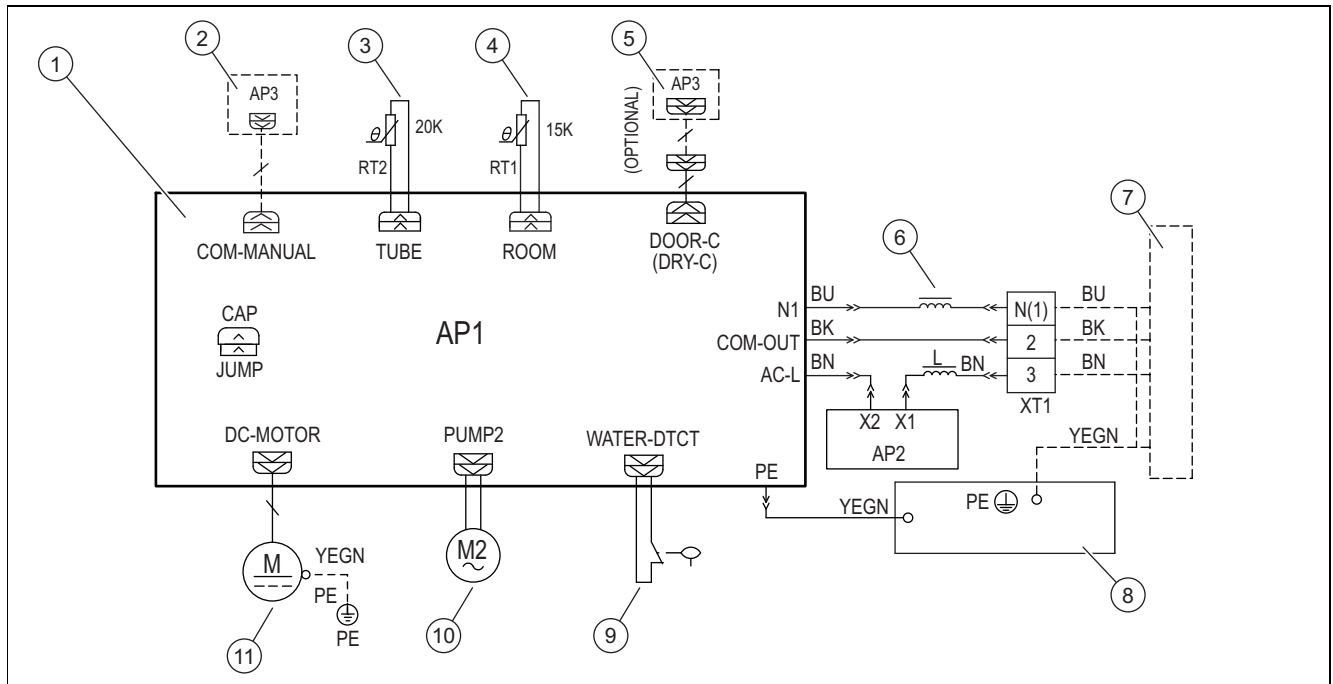 1
2
3
4
5
AP3
20K
RT2
15K
RT1
(OPTIONAL)
AP3
COM-MANUAL
TUBE
ROOM
DOOR-C
(DRY-C)
6
7
CAP
JUMP
AP1
N1
BU
N(1)
BU
COM-OUT
BK
2
BK
AC-L
BN
L
BN
3
BN
XT1
X2
X1
AP2
DC-MOTOR
PUMP2
WATER-DTCT
PE
YEGN
YEGN
PE
8
M
YEGN
PE
PE
M2
11
10
9